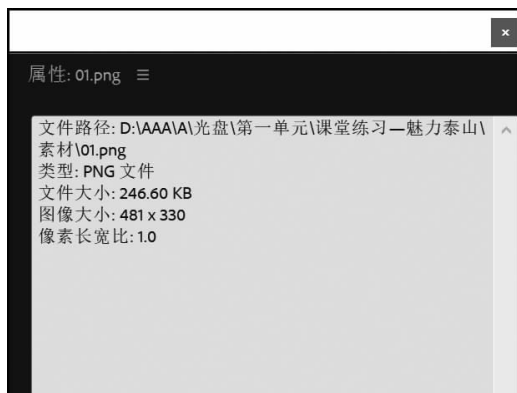 属性: 01.png
文件路径: D:\AAA\A\光盘\第一单元\课堂练习—魅力泰山\
素材\01.png
类型: PNG 文件
文件大小: 246.60 KB
图像大小: 481 x 330
像素长宽比: 1.0